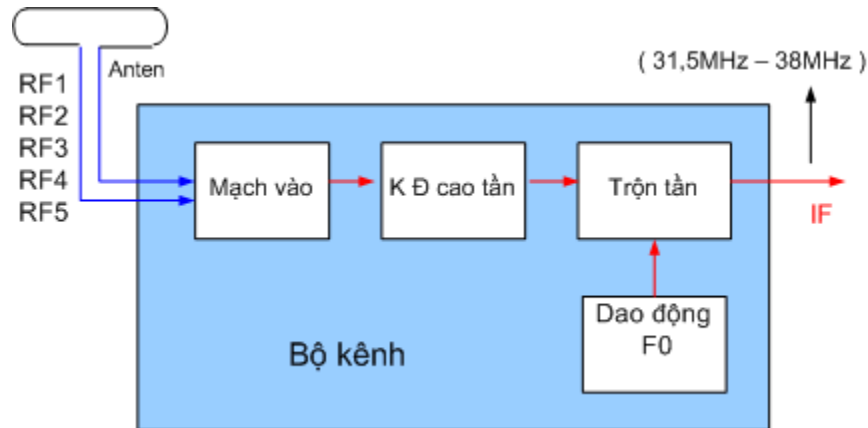 Anten
RF1
RF2
RF3
RF4
RF5
( 31,5MHz – 38MHz )
Mạch vào
K Đ cao tần
Trộn tần
IF
Dao động
F0
Bộ kênh